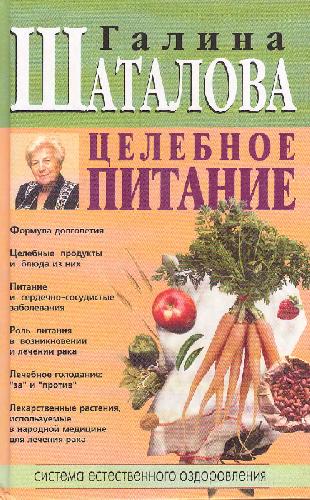 ГАЛИНА
ШАТАЛОВА
ЦЕЛЕБНОЕ
ПИТАНИЕ
Формула долголетия
Целебные продукты
и блюда из них
Питание
и сердечно-сосудистые
заболевания
Роль питания
в возникновении
и лечении рака
Лечебное голодание:
"за" и "против"
Лекарственные растения,
используемые
в народной медицине
для лечения рака
система естественного оздоровления